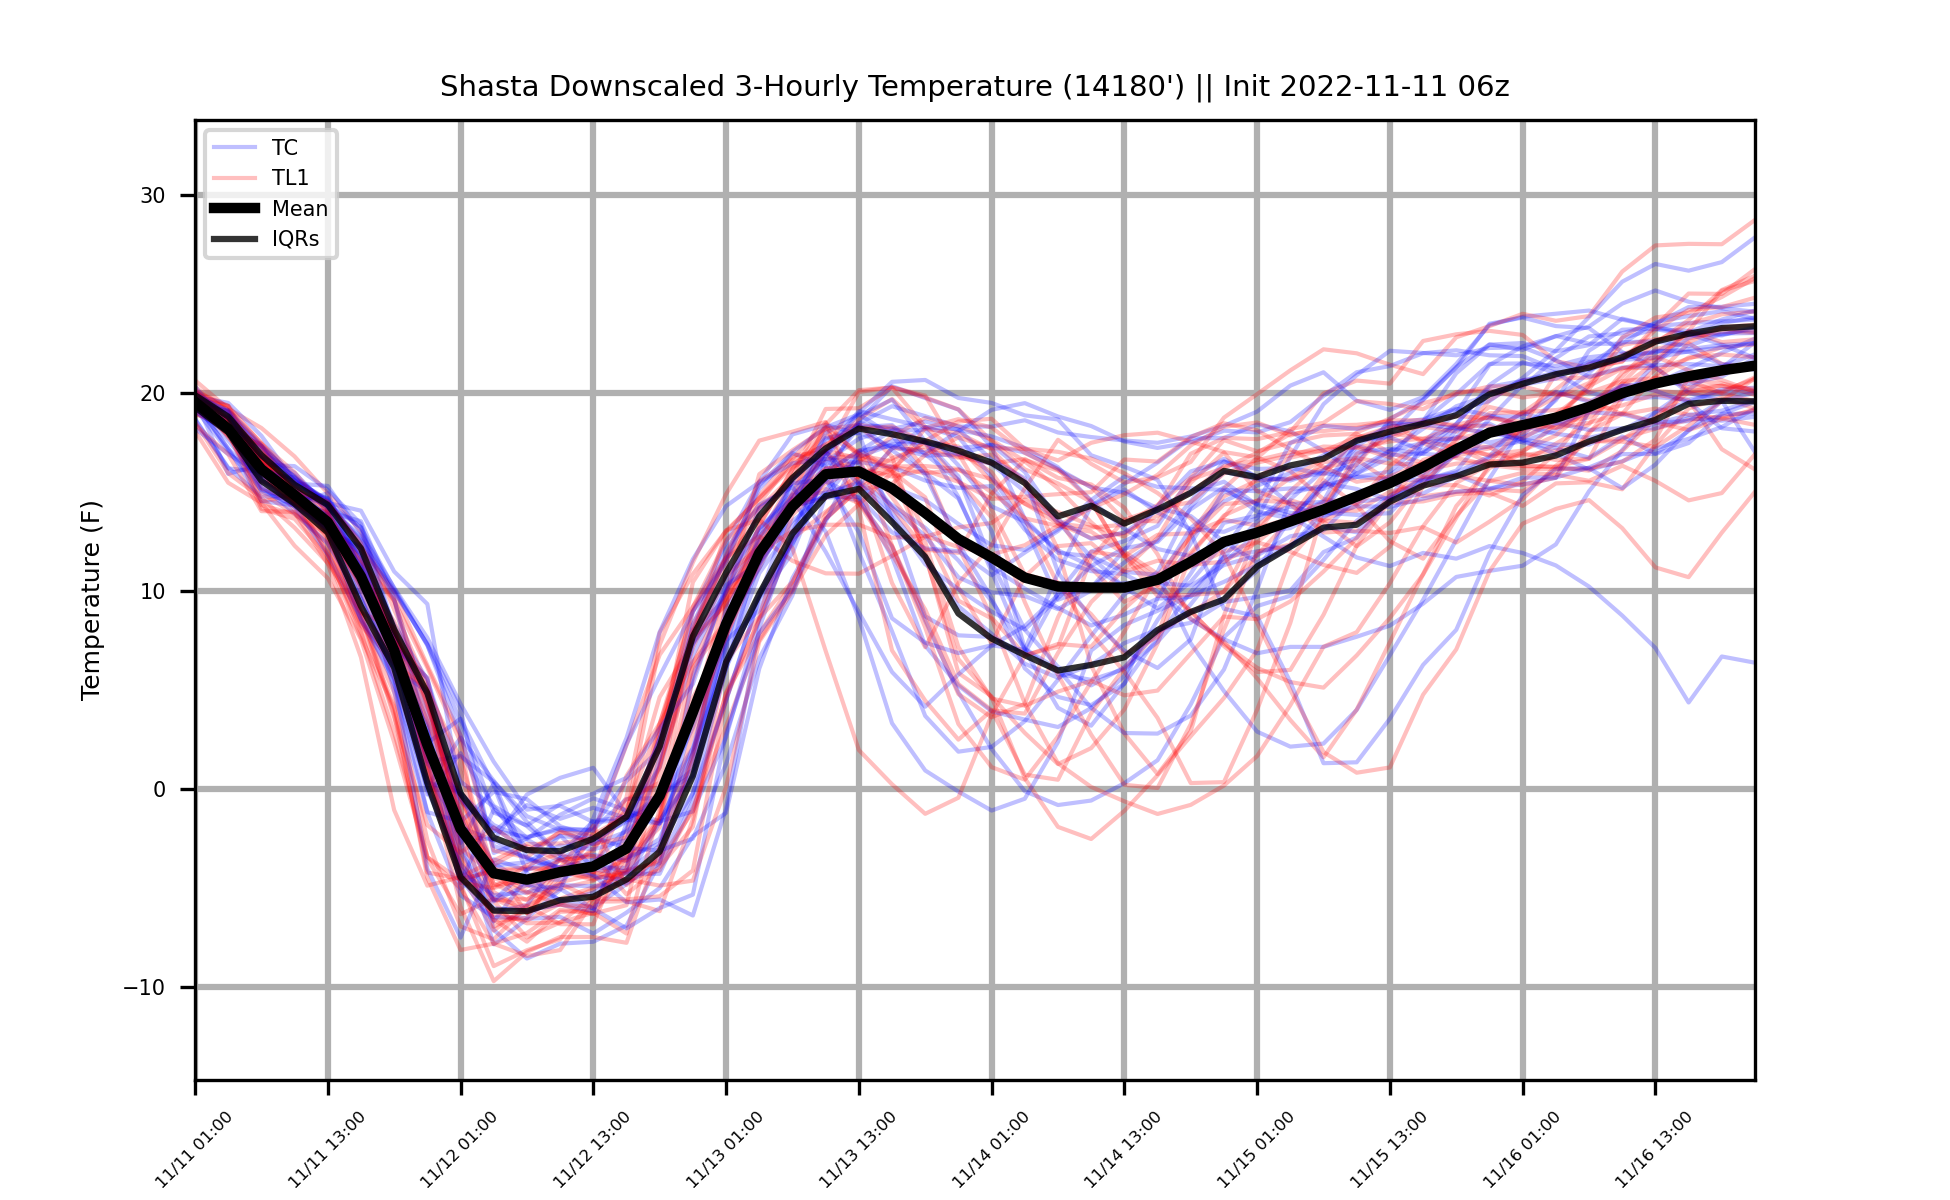 Shasta Downscaled 3-Hourly Temperature (14180') || Init 2022-11-11 06z
TC
TL1
Mean
IQRs
Temperature (F)
30
20
10
0
−10
11/11 01:00
11/11 13:00
11/12 01:00
11/12 13:00
11/13 01:00
11/13 13:00
11/14 01:00
11/14 13:00
11/15 01:00
11/15 13:00
11/16 01:00
11/16 13:00